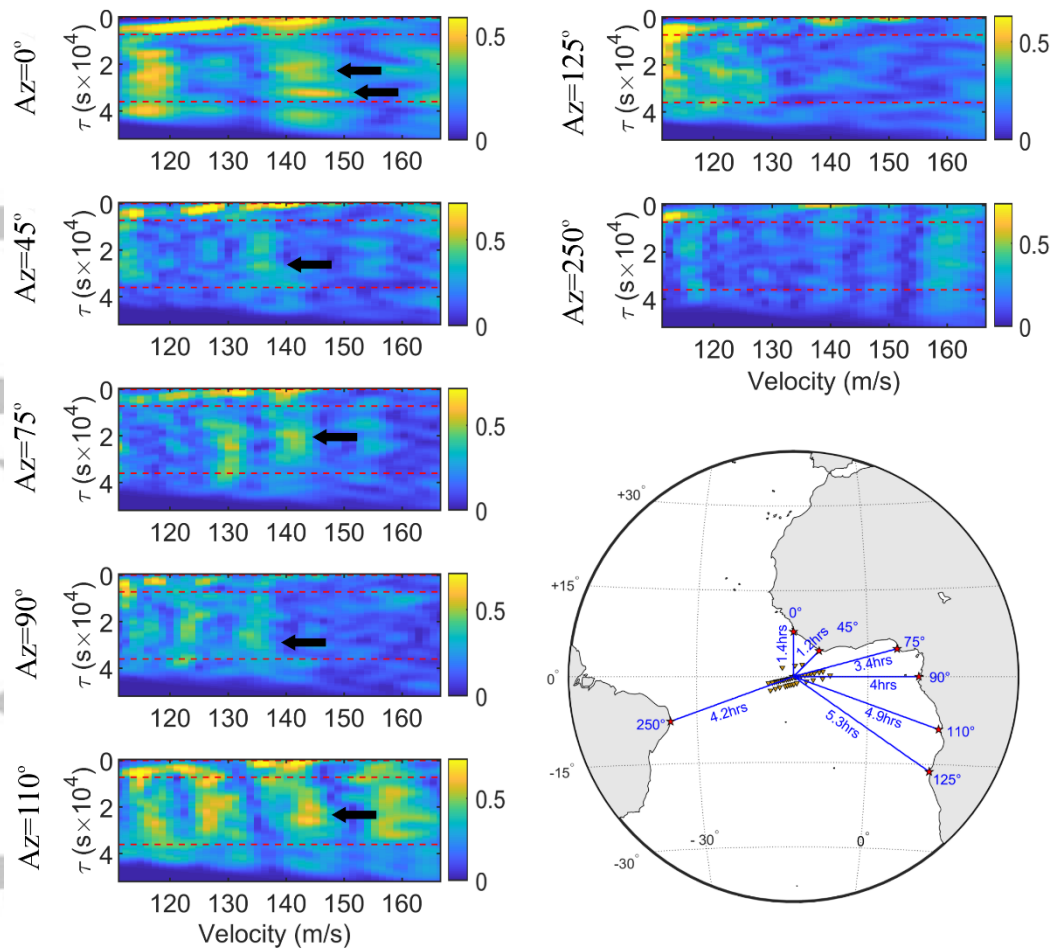 Az=0°
τ (s×10⁴)
0
2
4
120 130 140 150 160
0.5
0
Az=45°
τ (s×10⁴)
0
2
4
120 130 140 150 160
0.5
0
Az=75°
τ (s×10⁴)
0
2
4
120 130 140 150 160
0.5
0
Az=90°
τ (s×10⁴)
0
2
4
120 130 140 150 160
0.5
0
Az=110°
τ (s×10⁴)
0
2
4
120 130 140 150 160
0.5
0
Velocity (m/s)
Az=125°
τ (s×10⁴)
0
2
4
120 130 140 150 160
0.5
0
Az=250°
τ (s×10⁴)
0
2
4
120 130 140 150 160
0.5
0
Velocity (m/s)
+30°
+15°
0°
-15°
-30°
- 30°
0°
0°
45°
75°
90°
110°
125°
250°
1.4hrs
1.2hrs
3.4hrs
4hrs
4.9hrs
5.3hrs
4.2hrs